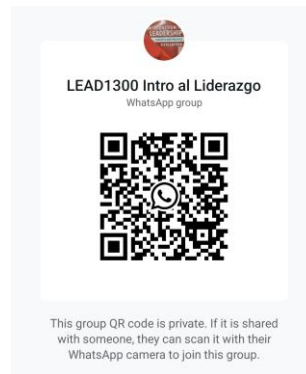 LEADERSHIP
LEAD1300 Intro al Liderazgo
WhatsApp group
This group QR code is private. If it is shared
with someone, they can scan it with their
WhatsApp camera to join this group.